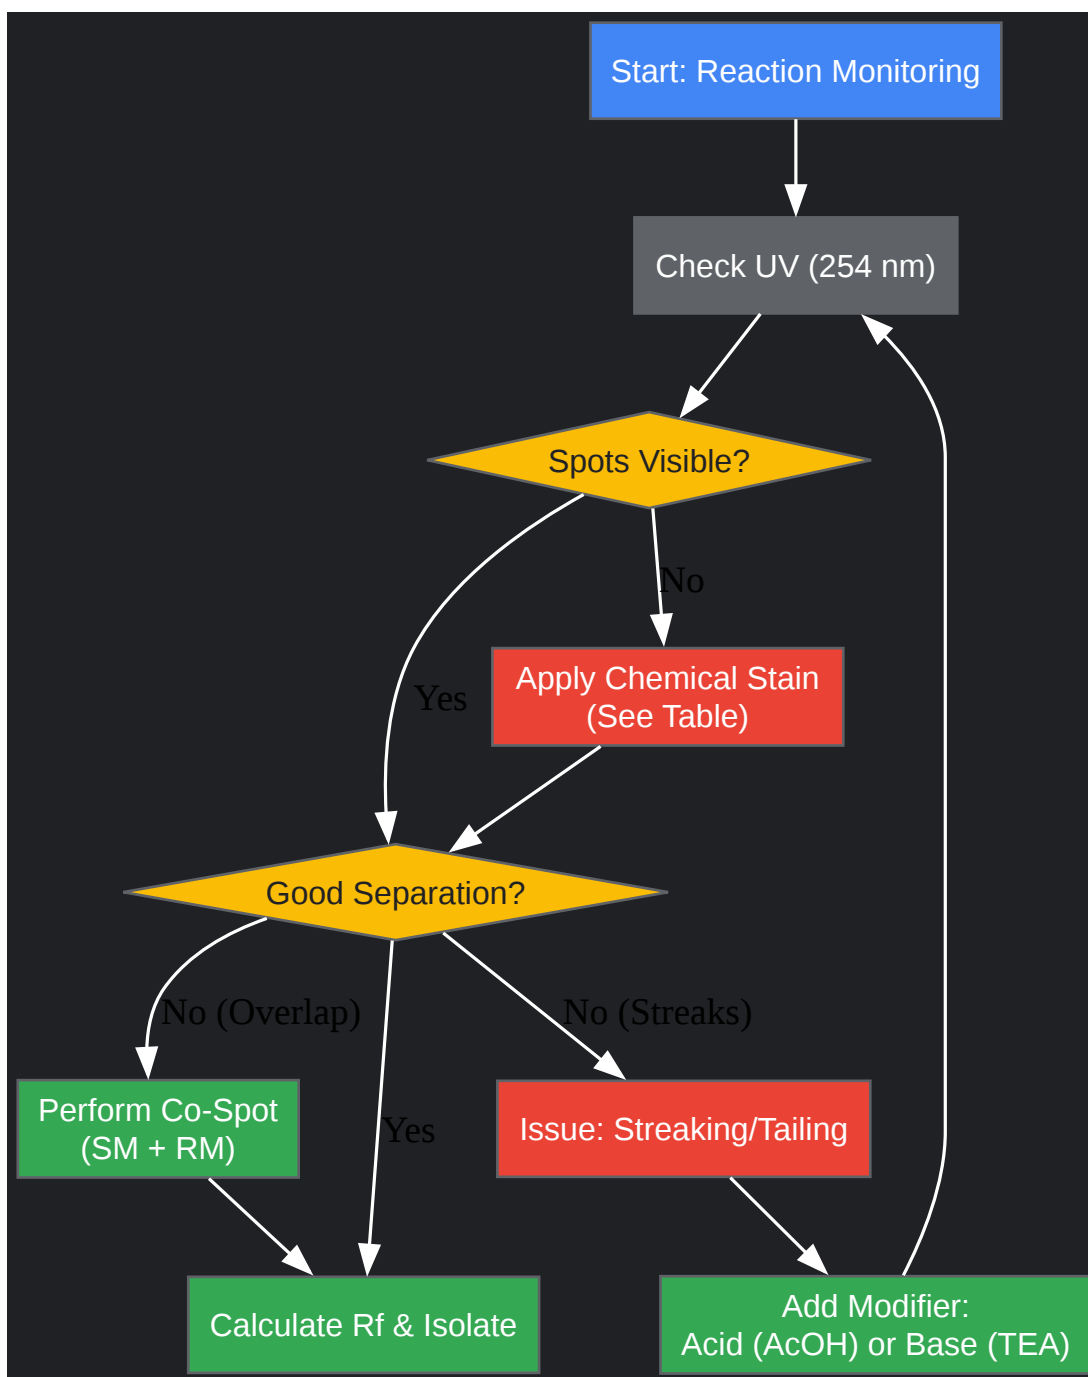 Start: Reaction Monitoring
Check UV (254 nm)
Spots Visible?
No
Yes
Apply Chemical Stain
(See Table)
Good Separation?
No (Overlap)
No (Streaks)
Yes
Perform Co-Spot
(SM + RM)
Issue: Streaking/Tailing
Calculate Rf & Isolate
Add Modifier:
Acid (AcOH) or Base (TEA)